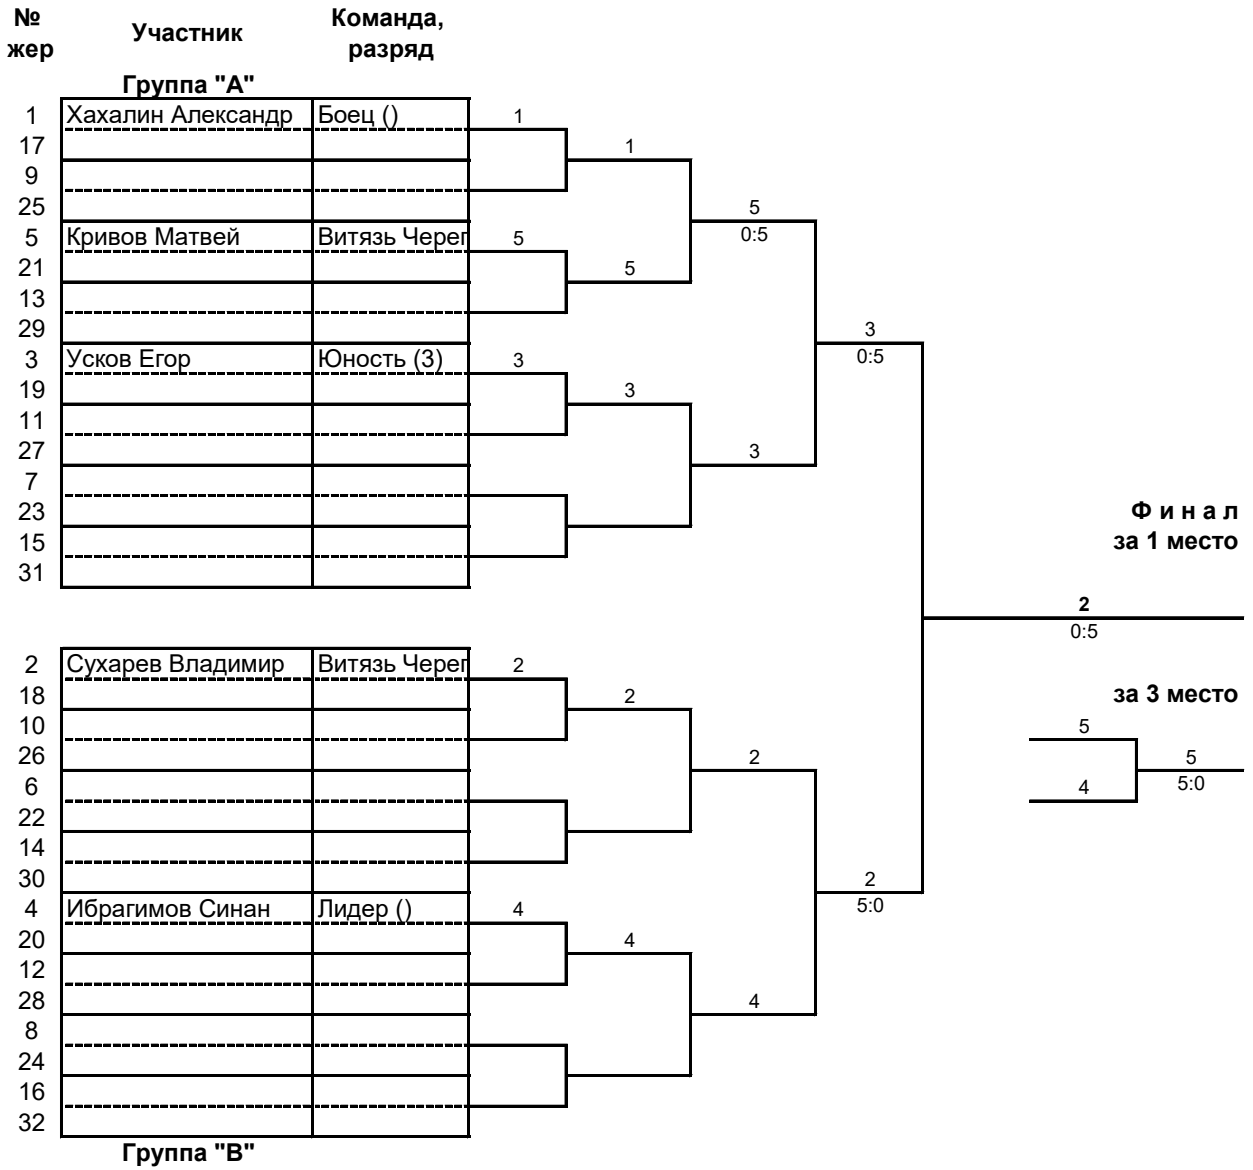 № жер
Участник
Команда, разряд
Группа "А"
1 Хахалин Александр Боец () 1
17 1
9
25 5
5 Кривов Матвей Витязь Череп 5 0:5
21 5
13
29 3
3 Усков Егор Юность (3) 3 0:5
19 3
11
27 3
7
23 Ф и н а л
15 за 1 место
31
2
0:5
2 Сухарев Владимир Витязь Череп 2
18 2 за 3 место
10 5
26 2 5
6 4 5:0
22
14
30 2
4 Ибрагимов Синан Лидер () 4 5:0
20 4
12
28 4
8
24
16
32
Группа "В"